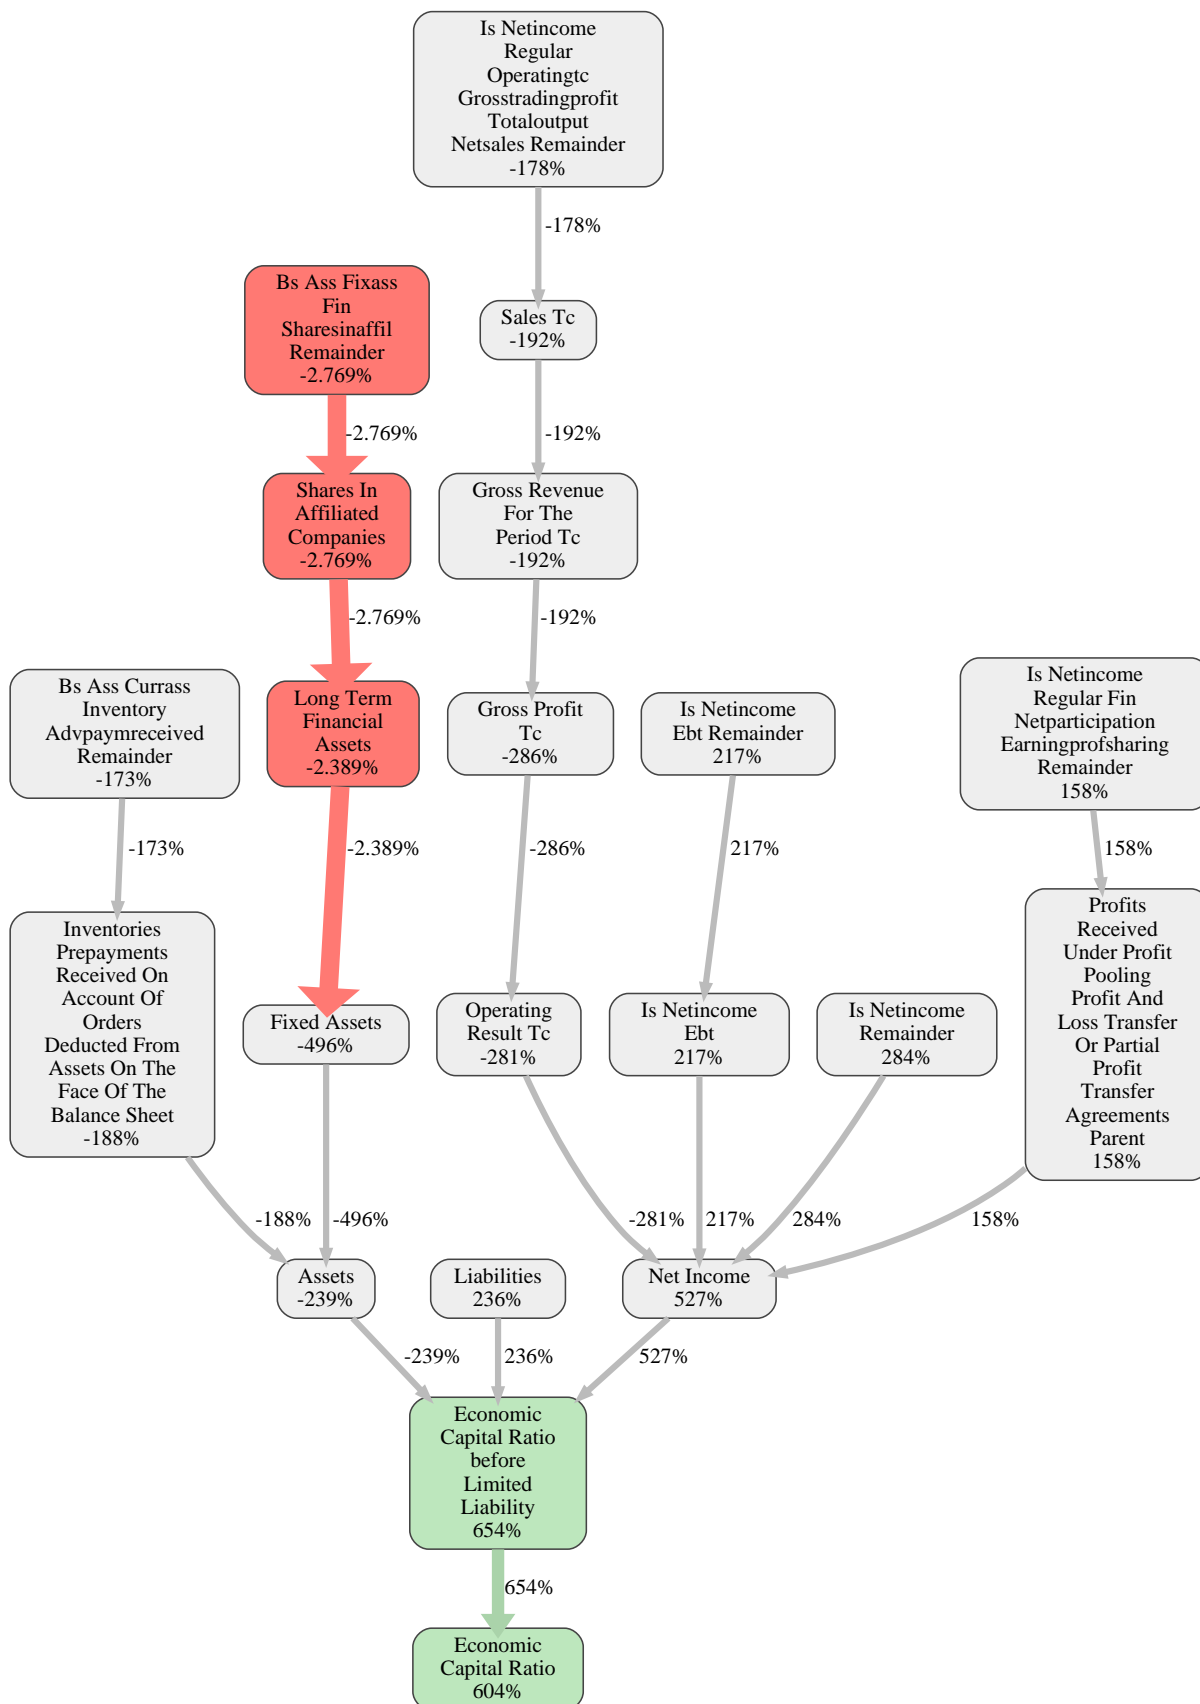 Is Netincome
Regular
Operatingtc
Grosstradingprofit
Totaloutput
Netsales Remainder
-178%
-178%
Bs Ass Fixass
Fin
Sharesinaffil
Remainder
-2.769%
Sales Tc
-192%
-2.769%
-192%
Shares In
Affiliated
Companies
-2.769%
Gross Revenue
For The
Period Tc
-192%
-2.769%
-192%
Bs Ass Currass
Inventory
Advpaymreceived
Remainder
-173%
Long Term
Financial
Assets
-2.389%
Gross Profit
Tc
-286%
Is Netincome
Ebt Remainder
217%
Is Netincome
Regular Fin
Netparticipation
Earningprofsharing
Remainder
158%
-173%
-2.389%
-286%
217%
158%
Inventories
Prepayments
Received On
Account Of
Orders
Deducted From
Assets On The
Face Of The
Balance Sheet
-188%
Fixed Assets
-496%
Operating
Result Tc
-281%
Is Netincome
Ebt
217%
Is Netincome
Remainder
284%
Profits
Received
Under Profit
Pooling
Profit And
Loss Transfer
Or Partial
Profit
Transfer
Agreements
Parent
158%
-188%
-496%
-281%
217%
284%
158%
Assets
-239%
Liabilities
236%
Net Income
527%
-239%
236%
527%
Economic
Capital Ratio
before
Limited
Liability
654%
654%
Economic
Capital Ratio
604%